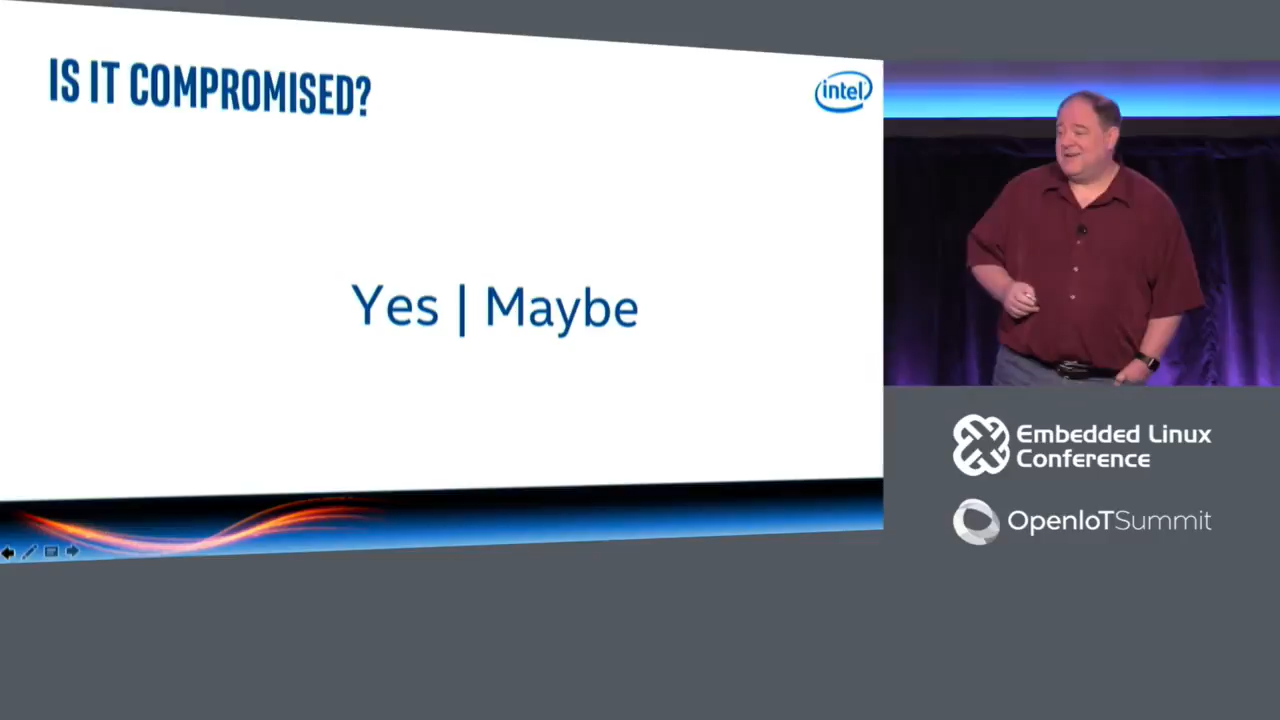 IS IT COMPROMISED?
intel
Yes | Maybe
Embedded Linux
Conference
OpenIoTSummit